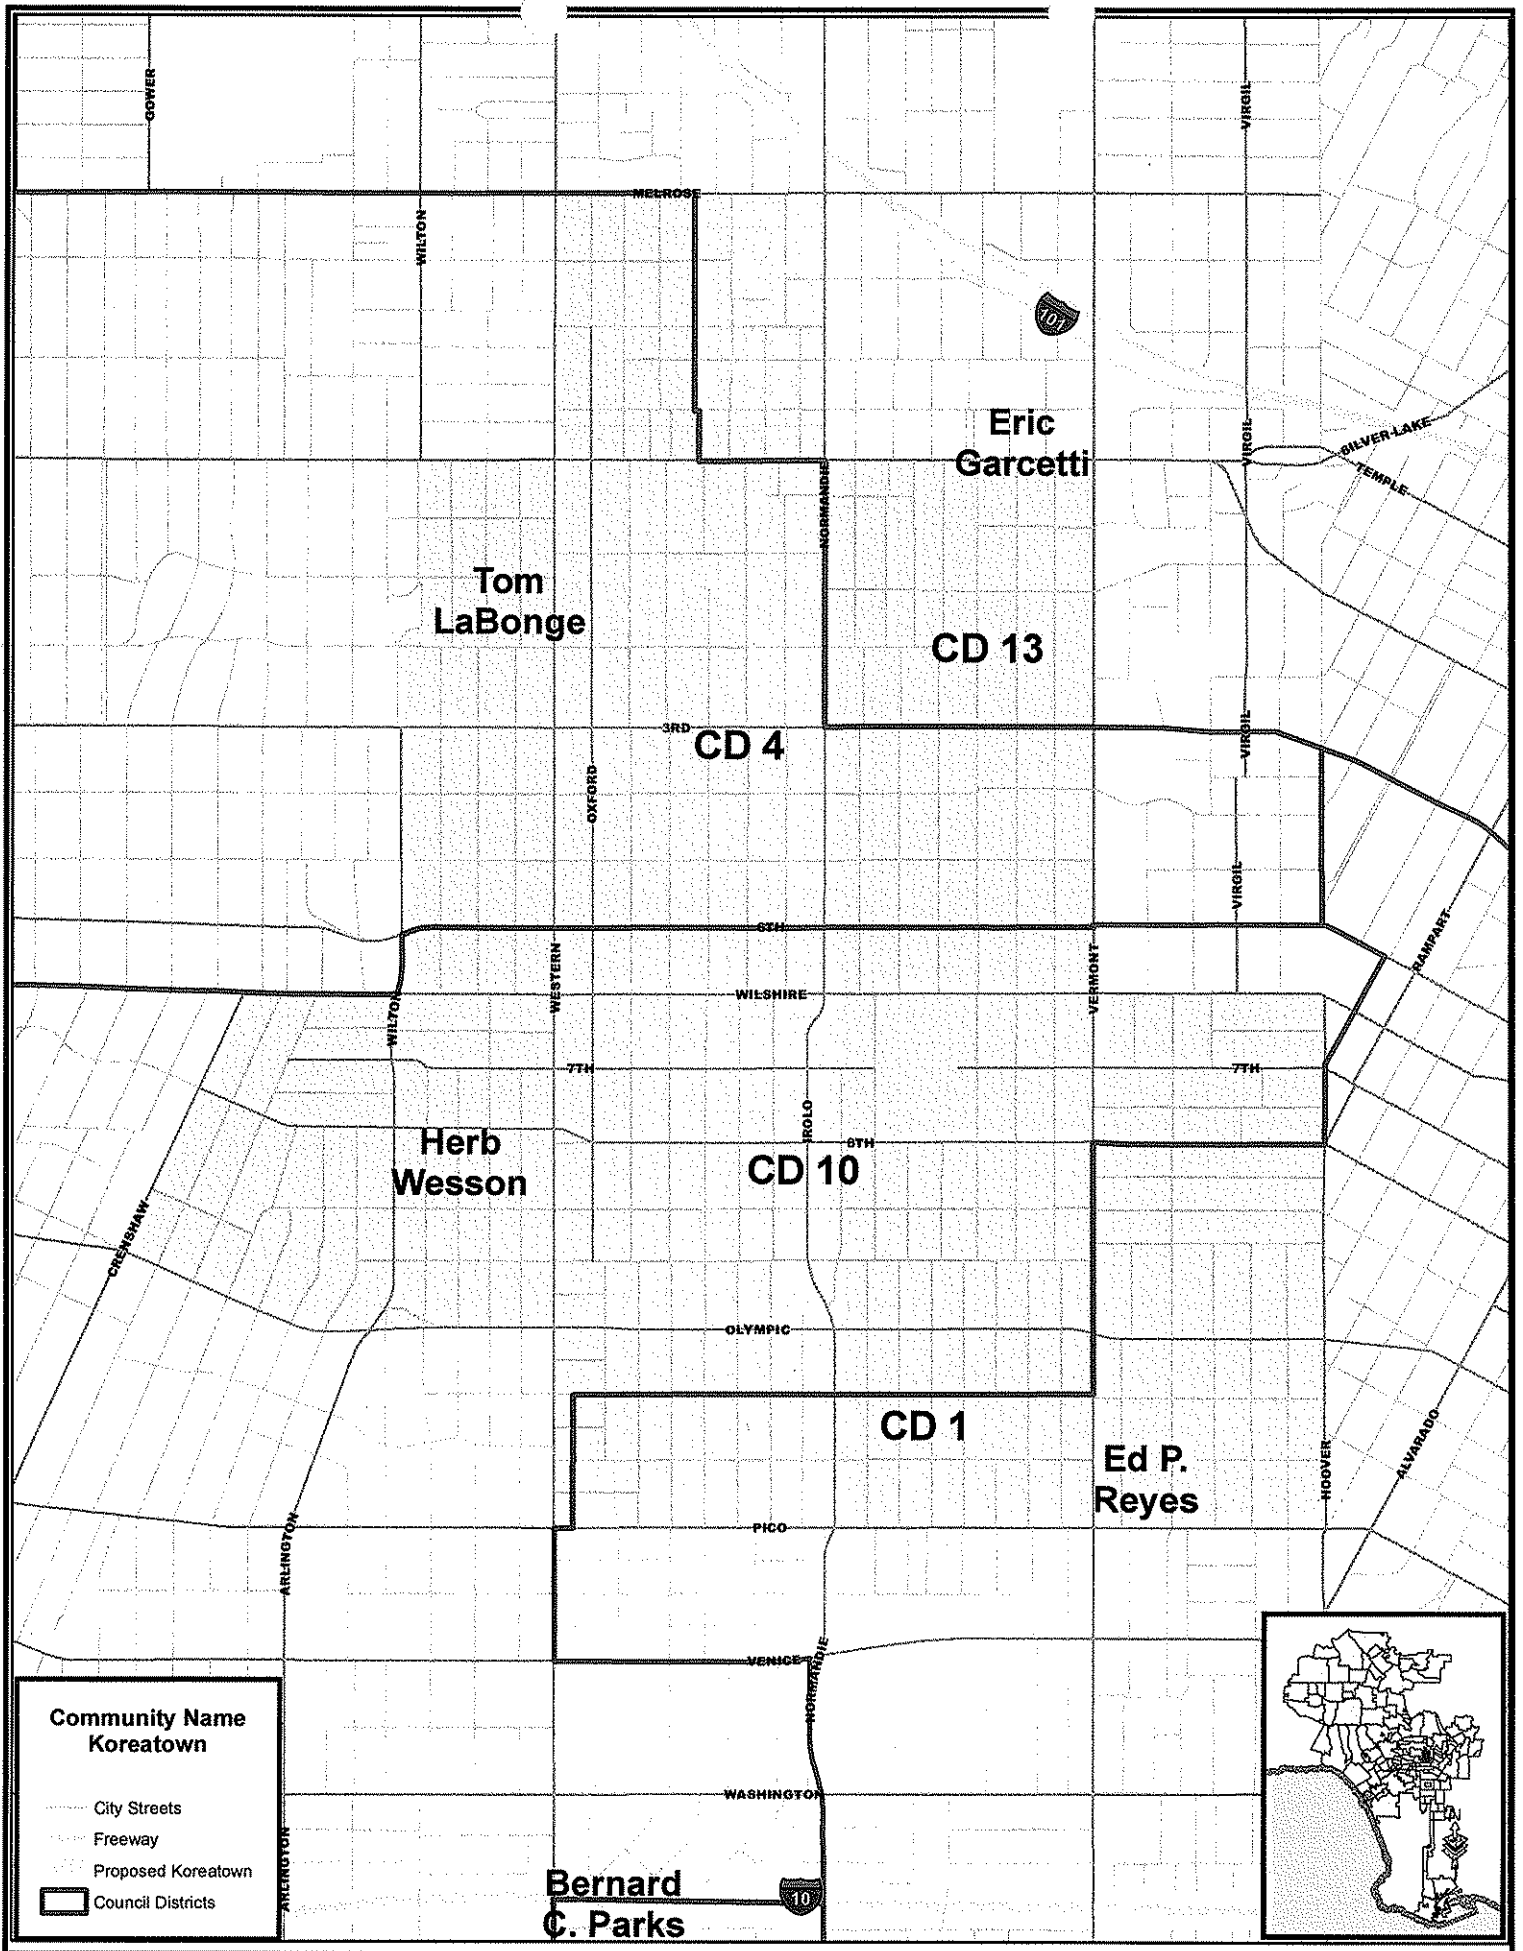 GOWER
VIRGIL
MELROSE
WILTON
101
Eric
Garcetti
VIRGIL
SILVER LAKE
TEMPLE
NORMANDIE
Tom
LaBonge
CD 13
3RD
CD 4
VIRGIL
OXFORD
VIRGIL
6TH
RAMPART
WESTERN
VERMONT
WILSHIRE
WILTON
7TH
7TH
IROLO
8TH
Herb
Wesson
CD 10
CRENSHAW
OLYMPIC
CD 1
ALVARADO
Ed P.
Reyes
HOOVER
PICO
ARLINGTON
VENICE
NORMANDIE
Community Name
Koreatown
City Streets
Freeway
Proposed Koreatown
Council Districts
WASHINGTON
ARLINGTON
Bernard
C. Parks
10
N